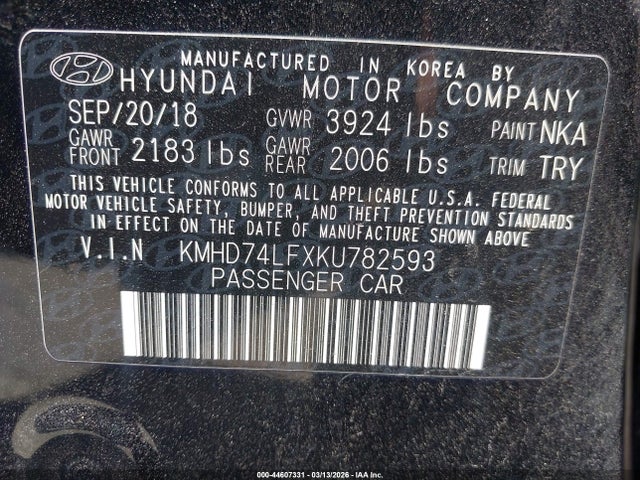 MANUFACTURED IN KOREA BY
HYUNDAI MOTOR COMPANY
SEP/20/18 GVWR 3924 lbs PAINT NKA
GAWR FRONT 2183 lbs GAWR REAR 2006 lbs TRIM TRY
THIS VEHICLE CONFORMS TO ALL APPLICABLE U.S.A. FEDERAL
MOTOR VEHICLE SAFETY, BUMPER, AND THEFT PREVENTION STANDARDS
IN EFFECT ON THE DATE OF MANUFACTURE SHOWN ABOVE
V.I.N KMHD74LFXKU782593
PASSENGER CAR
000-44607331 - 03/13/2026 - IAA Inc.